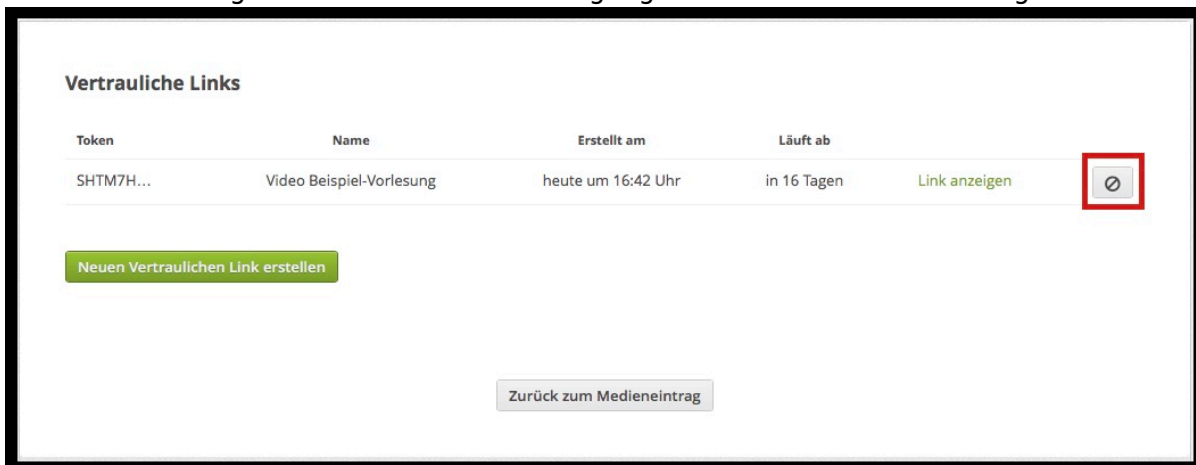 Vertrauliche Links
Token Name Erstellt am Läuft ab
SHTM7H... Video Beispiel-Vorlesung heute um 16:42 Uhr in 16 Tagen Link anzeigen
Neuen Vertraulichen Link erstellen
Zurück zum Medieneintrag